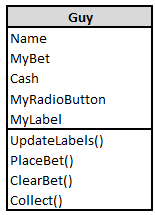 Guy
Name
MyBet
Cash
MyRadioButton
MyLabel
UpdateLabels()
PlaceBet()
ClearBet()
Collect()